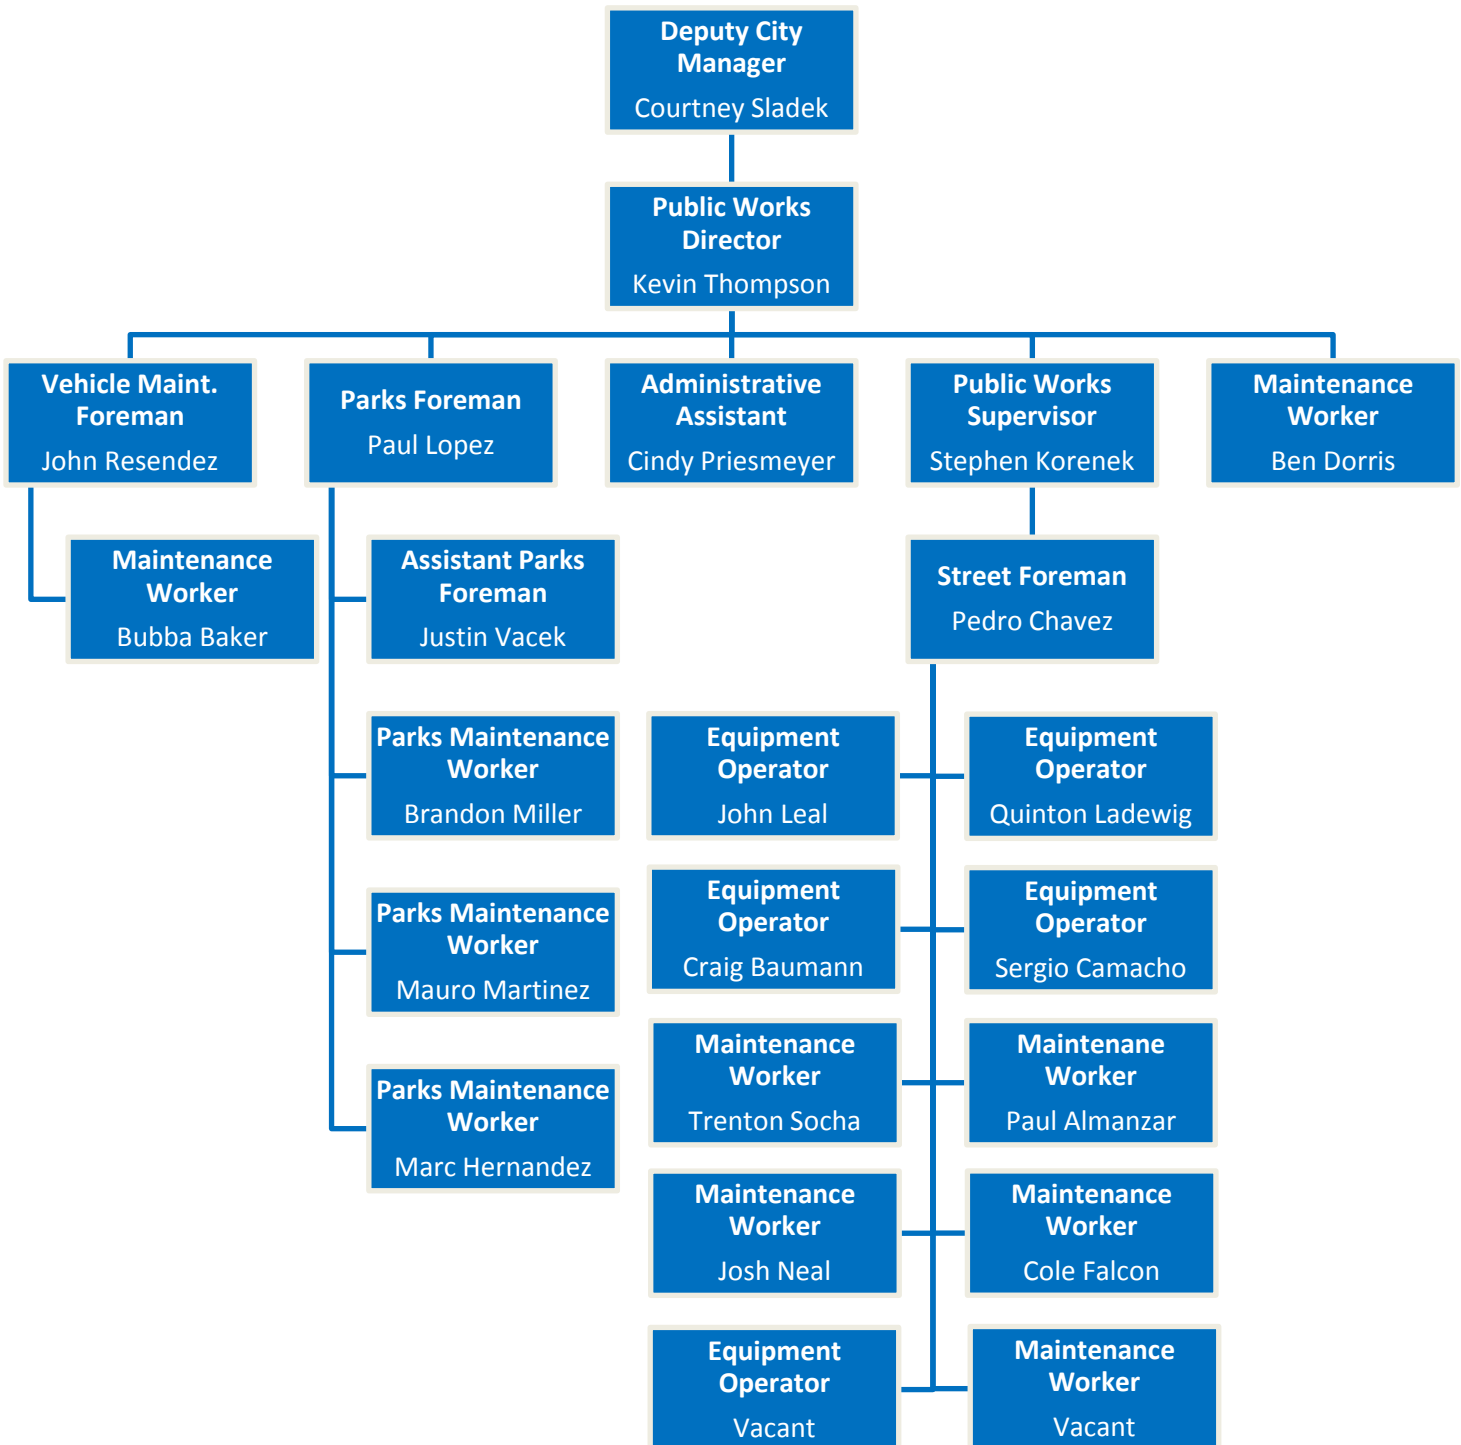 Deputy City
Manager
Courtney Sladek
Public Works
Director
Kevin Thompson
Vehicle Maint.
Foreman
John Resendez
Parks Foreman
Paul Lopez
Administrative
Assistant
Cindy Priesmeyer
Public Works
Supervisor
Stephen Korenek
Maintenance
Worker
Ben Dorris
Maintenance
Worker
Bubba Baker
Assistant Parks
Foreman
Justin Vacek
Street Foreman
Pedro Chavez
Parks Maintenance
Worker
Brandon Miller
Equipment
Operator
John Leal
Equipment
Operator
Quinton Ladewig
Parks Maintenance
Worker
Mauro Martinez
Equipment
Operator
Craig Baumann
Equipment
Operator
Sergio Camacho
Parks Maintenance
Worker
Marc Hernandez
Maintenance
Worker
Trenton Socha
Maintenane
Worker
Paul Almanzar
Maintenance
Worker
Josh Neal
Maintenance
Worker
Cole Falcon
Equipment
Operator
Vacant
Maintenance
Worker
Vacant